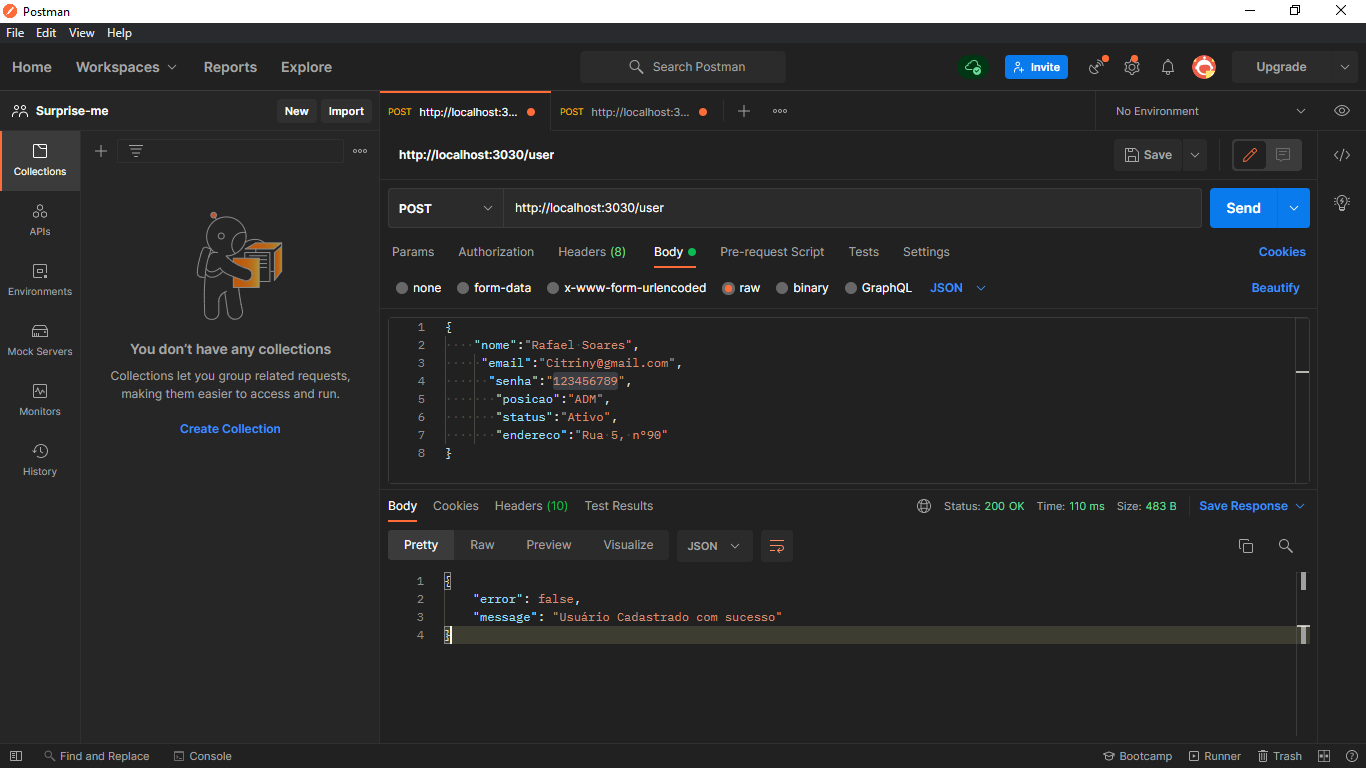 Postman
File Edit View Help
Home Workspaces Reports Explore Search Postman Invite Upgrade
Surprise-me New Import
POST http://localhost:3... POST http://localhost:3... No Environment
http://localhost:3030/user Save
POST http://localhost:3030/user Send
Params Authorization Headers (8) Body Pre-request Script Tests Settings Cookies
none form-data x-www-form-urlencoded raw binary GraphQL JSON Beautify
Collections
APIs
Environments
Mock Servers
Monitors
History
You don't have any collections
Collections let you group related requests,
making them easier to access and run.
Create Collection
1 {
2 "nome":"Rafael Soares",
3 "email":"Citriny@gmail.com",
4 "senha":"123456789",
5 "posicao":"ADM",
6 "status":"Ativo",
7 "endereco":"Rua 5, n°90"
8 }
Body Cookies Headers (10) Test Results Status: 200 OK Time: 110 ms Size: 483 B Save Response
Pretty Raw Preview Visualize JSON
1 {
2 "error": false,
3 "message": "Usuário Cadastrado com sucesso"
4 }
Find and Replace Console Bootcamp Runner Trash